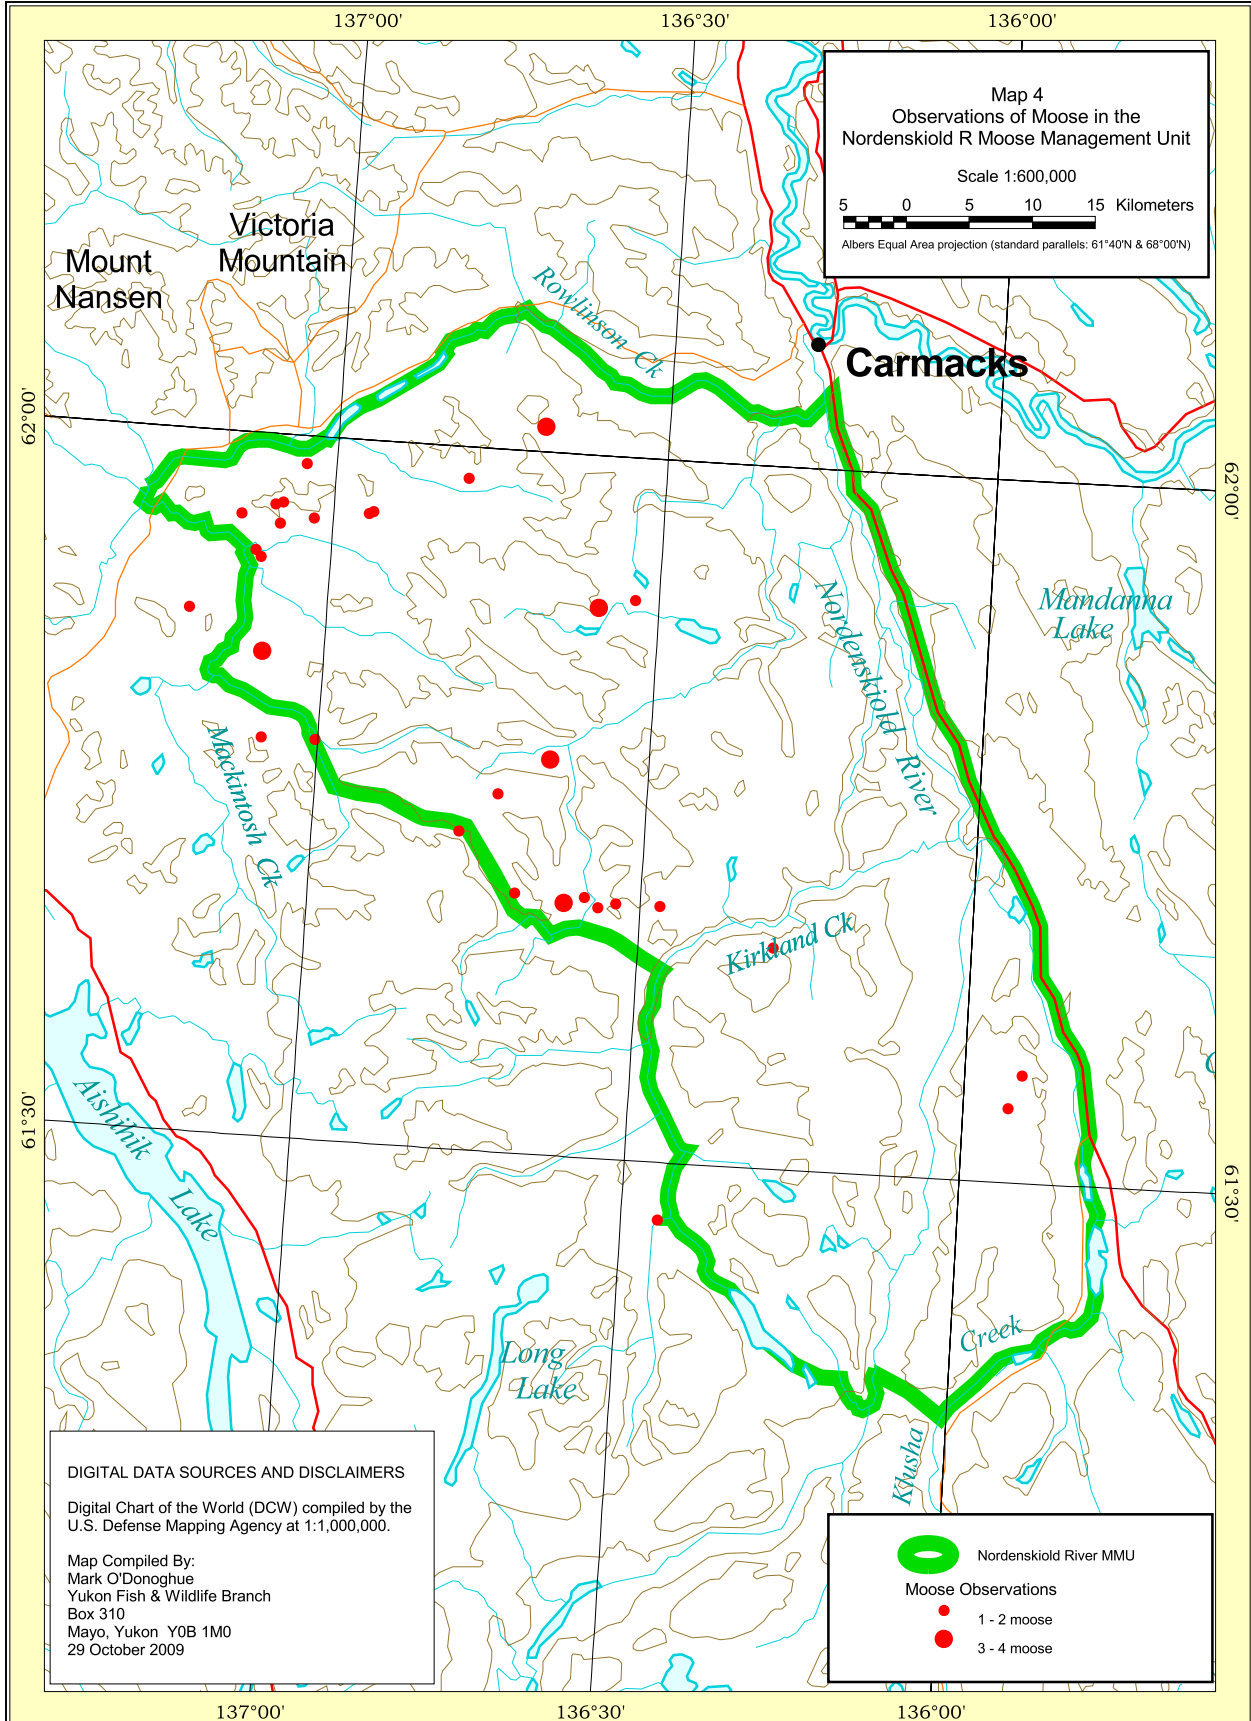 137°00'
136°30'
136°00'
Map 4
Observations of Moose in the
Nordenskiold R Moose Management Unit
Scale 1:600,000
5 0 5 10 15 Kilometers
Albers Equal Area projection (standard parallels: 61°40'N & 68°00'N)
Victoria
Mountain
Mount
Nansen
Rowlinson Ck
Carmacks
62°00'
62°00'
Mandanna
Lake
Nordenskiold River
Mackintosh Ck
Kirkland Ck
Aishihik
Lake
61°30'
61°30'
Long
Lake
Creek
Klusha
DIGITAL DATA SOURCES AND DISCLAIMERS
Digital Chart of the World (DCW) compiled by the
U.S. Defense Mapping Agency at 1:1,000,000.
Map Compiled By:
Mark O'Donoghue
Yukon Fish & Wildlife Branch
Box 310
Mayo, Yukon Y0B 1M0
29 October 2009
Nordenskiold River MMU
Moose Observations
1 - 2 moose
3 - 4 moose
137°00'
136°30'
136°00'